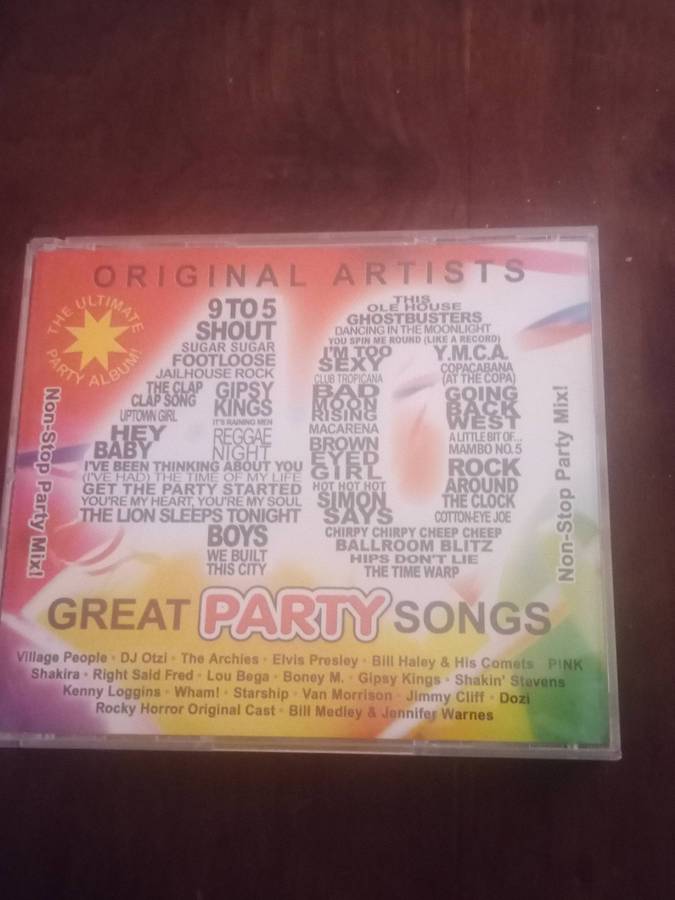 ORIGINAL ARTISTS
THE ULTIMATE
PARTY ALBUM!
Non-Stop Party Mix!
9 TO 5
SHOUT
SUGAR SUGAR
FOOTLOOSE
JAILHOUSE ROCK
THE CLAP
CLAP SONG
UPTOWN GIRL
GIPSY
KINGS
IT'S RAINING MEN
HEY
BABY
REGGAE
NIGHT
I'VE BEEN THINKING ABOUT YOU
(I'VE HAD) THE TIME OF MY LIFE
GET THE PARTY STARTED
YOU'RE MY HEART, YOU'RE MY SOUL
THE LION SLEEPS TONIGHT
BOYS
WE BUILT
THIS CITY
THIS
OLE HOUSE
GHOSTBUSTERS
DANCING IN THE MOONLIGHT
YOU SPIN ME ROUND (LIKE A RECORD)
I'M TOO
SEXY
CLUB TROPICANA
BAD
MOON
RISING
MACARENA
BROWN
EYED
GIRL
HOT HOT HOT
SIMON
SAYS
Y.M.C.A.
COPACABANA
(AT THE COPA)
GOING
BACK
WEST
A LITTLE BIT OF...
MAMBO NO.5
ROCK
AROUND
THE CLOCK
COTTON-EYE JOE
CHIRPY CHIRPY CHEEP CHEEP
BALLROOM BLITZ
HIPS DON'T LIE
THE TIME WARP
Non-Stop Party Mix!
GREAT PARTY SONGS
Village People • DJ Otzi • The Archies • Elvis Presley • Bill Haley & His Comets P!NK
Shakira • Right Said Fred • Lou Bega • Boney M. • Gipsy Kings • Shakin' Stevens
Kenny Loggins • Wham! • Starship • Van Morrison • Jimmy Cliff • Dozi
Rocky Horror Original Cast • Bill Medley & Jennifer Warnes